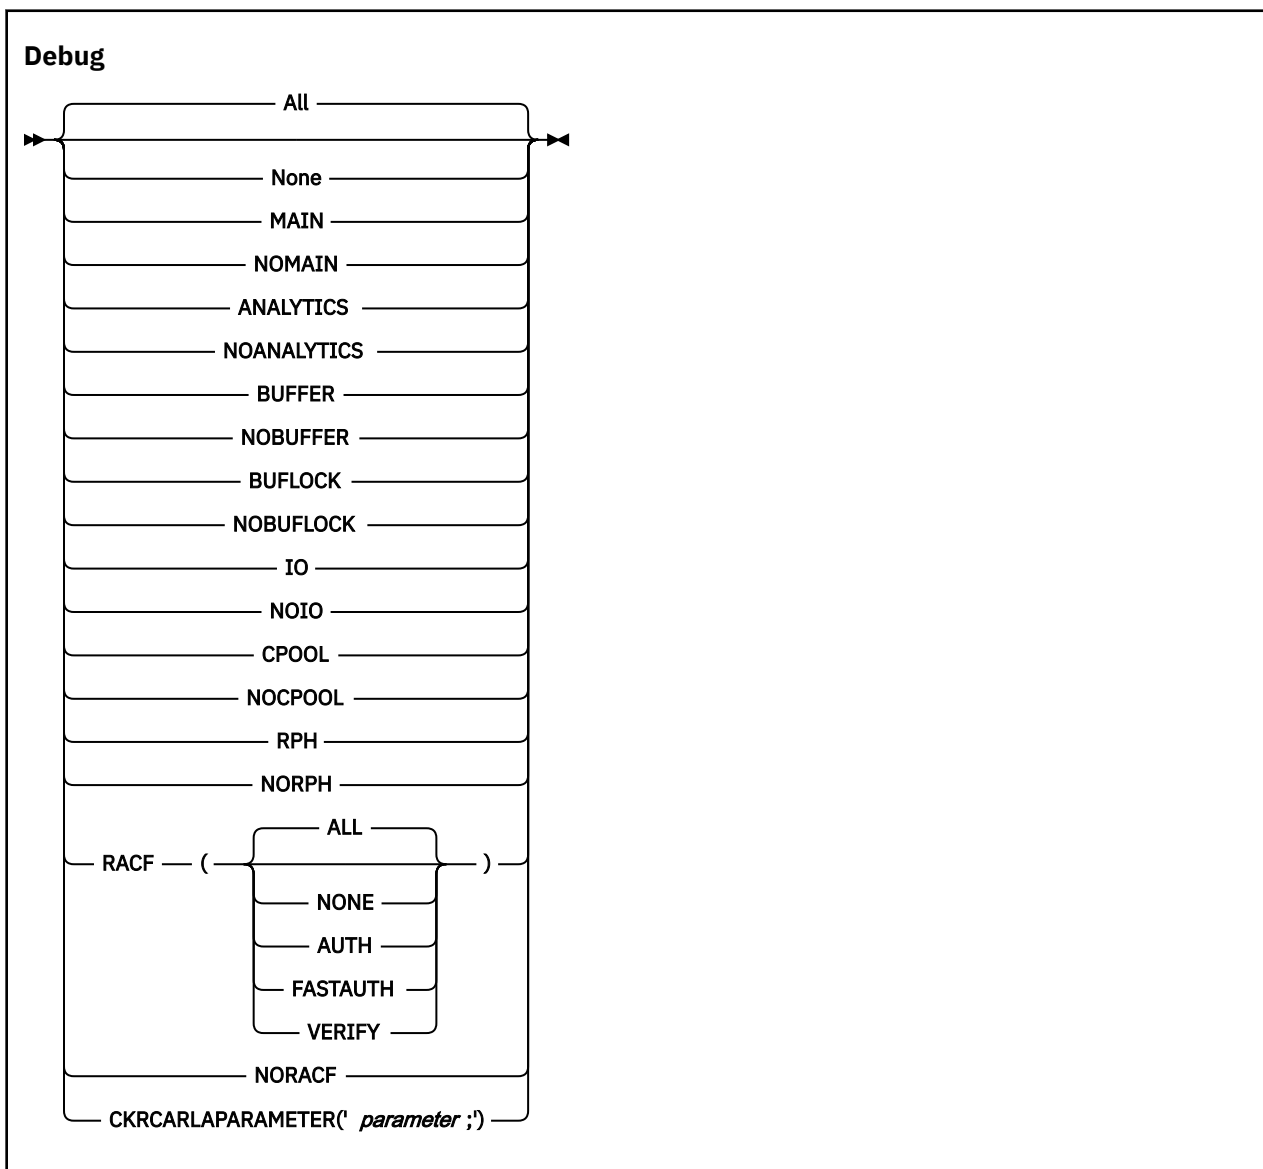 Debug
All
None
MAIN
NOMAIN
ANALYTICS
NOANALYTICS
BUFFER
NOBUFFER
BUFLOCK
NOBUFLOCK
IO
NOIO
CPOOL
NOCPOOL
RPH
NORPH
ALL
RACF ( )
NONE
AUTH
FASTAUTH
VERIFY
NORACF
CKRCARLAPARAMETER(' parameter ;')